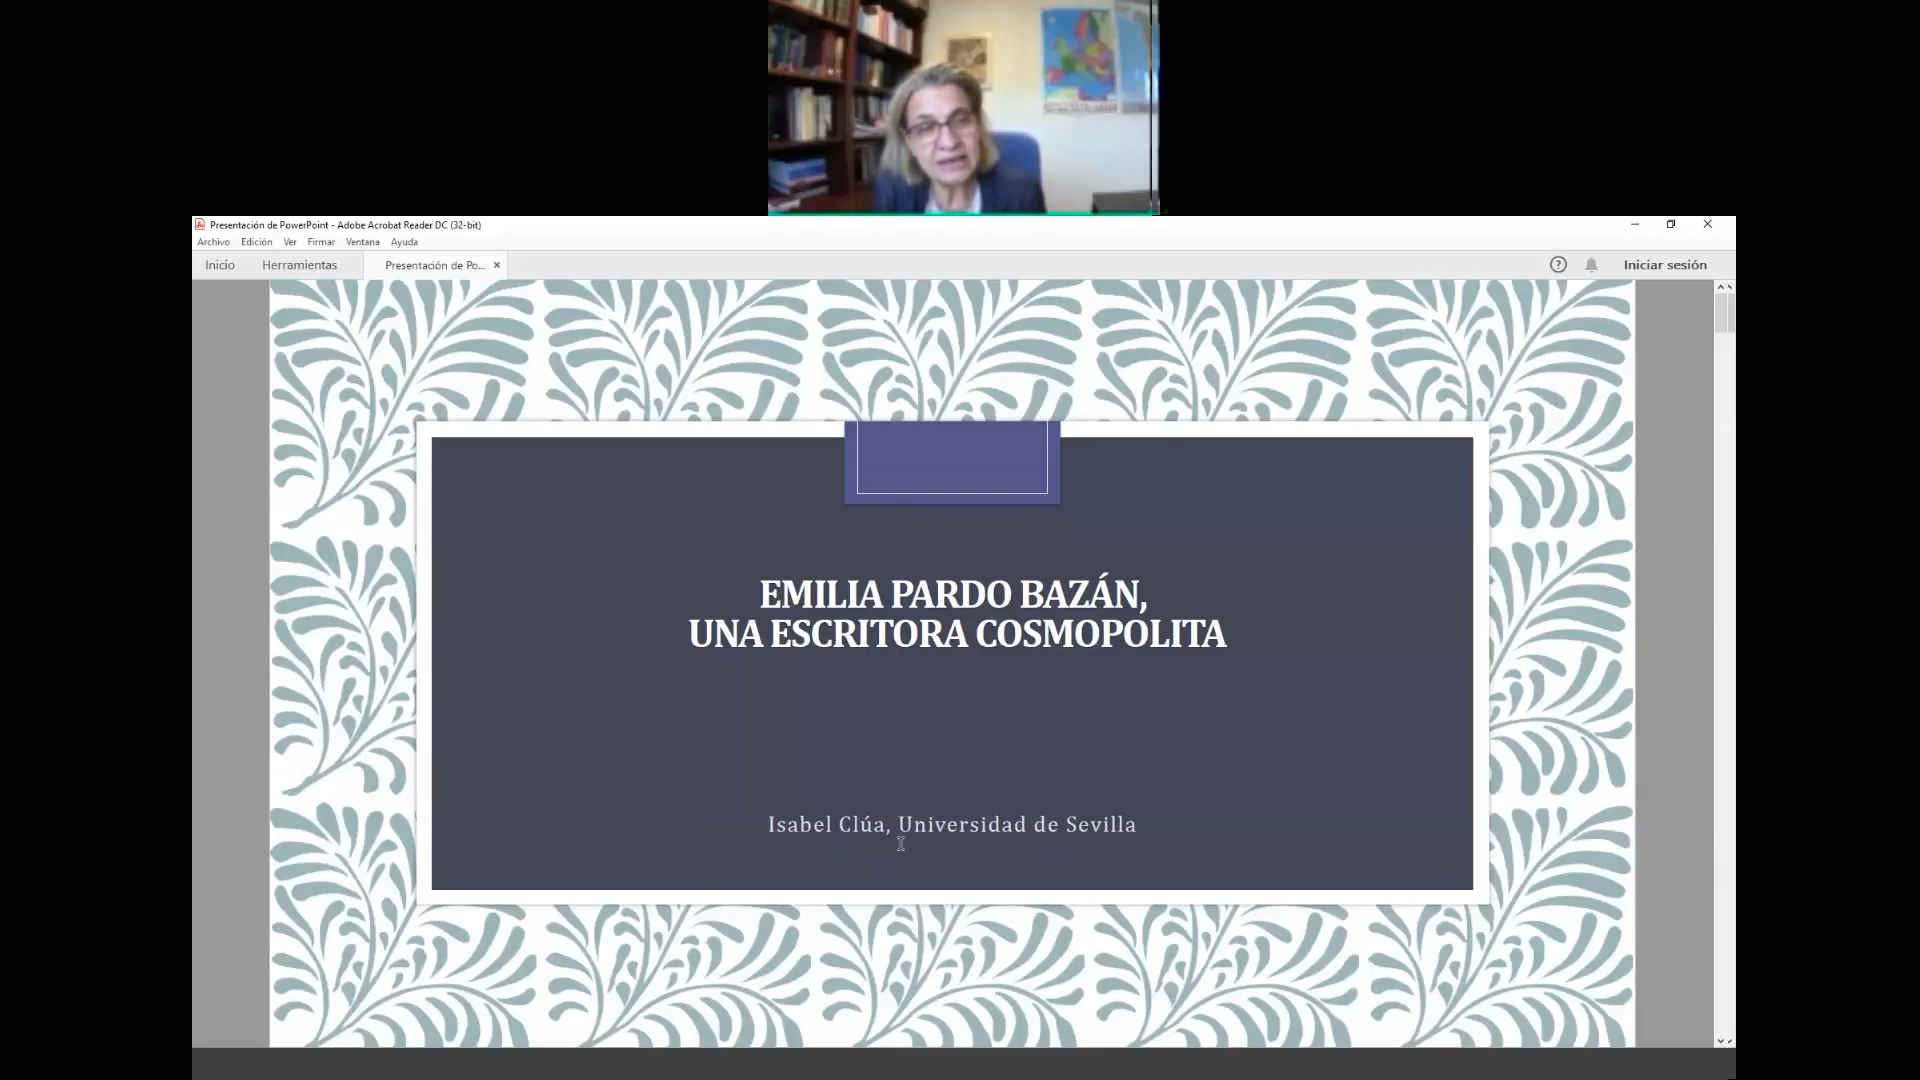 Presentación de PowerPoint - Adobe Acrobat Reader DC (32-bit)
Archivo Edición Ver Firmar Ventana Ayuda
Inicio Herramientas Presentación de Po... Iniciar sesión
EMILIA PARDO BAZÁN,
UNA ESCRITORA COSMOPOLITA
Isabel Clúa, Universidad de Sevilla